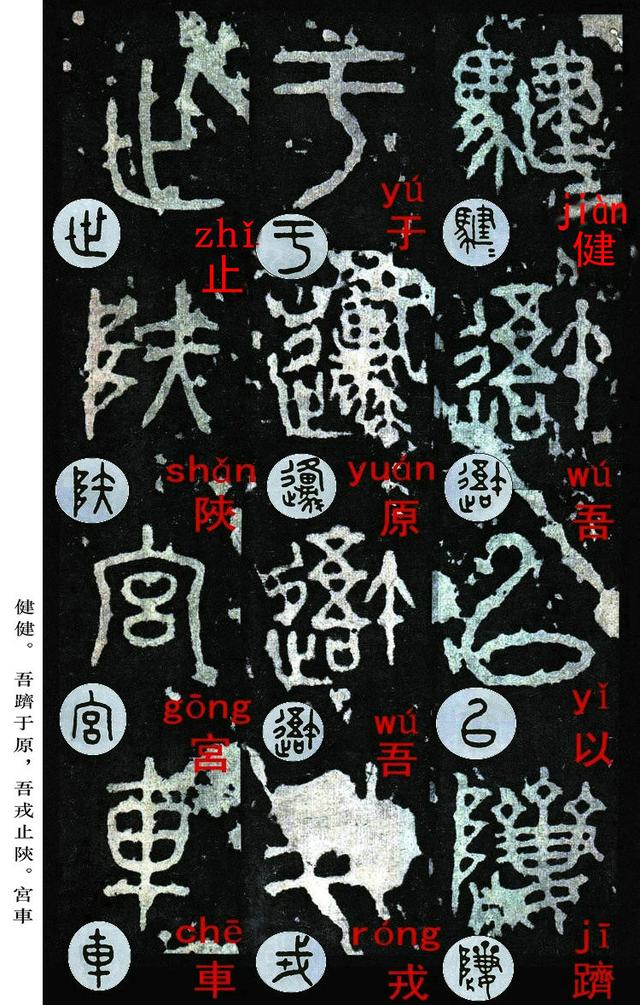 jiàn
健
wú
吾
yǐ
以
jī
躋
yú
于
yuán
原
wú
吾
róng
戎
zhǐ
止
shǎn
陝
gōng
宮
chē
車
健健。吾躋于原，吾戎止陝。宮車